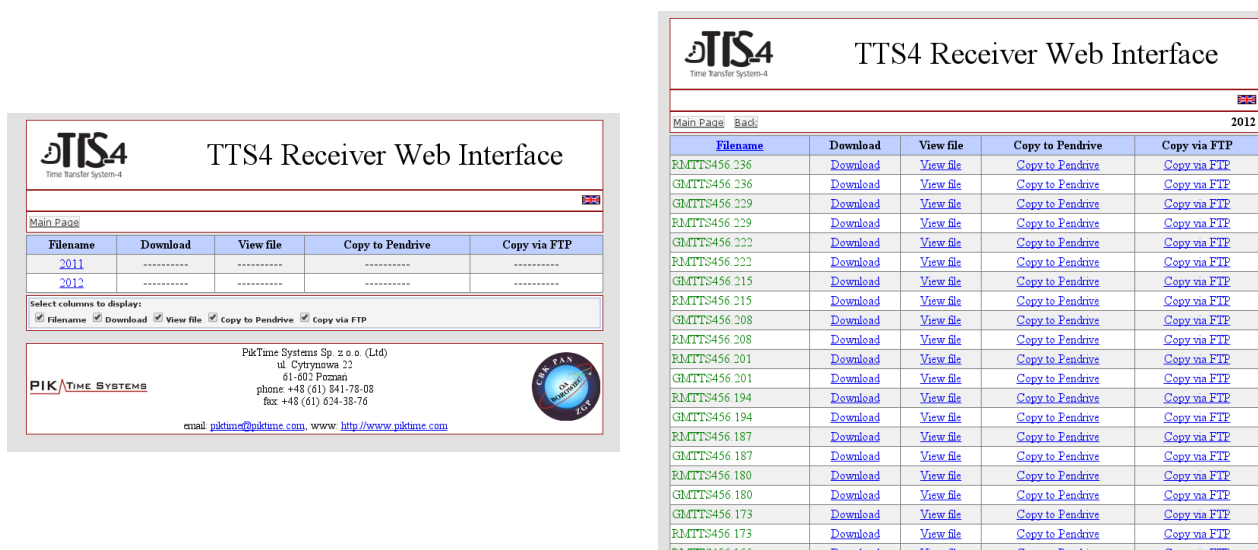 TTS-4
Time Transfer System-4
TTS4 Receiver Web Interface
Main Page
Filename Download View file Copy to Pendrive Copy via FTP
2011 ---------- ---------- ---------- ----------
2012 ---------- ---------- ---------- ----------
Select columns to display:
Filename Download View file Copy to Pendrive Copy via FTP
PIK TIME SYSTEMS
PikTime Systems Sp. z o.o. (Ltd)
ul. Cytrynowa 22
61-602 Poznań
phone: +48 (61) 841-78-08
fax: +48 (61) 624-38-76
email: piktime@piktime.com, www: http://www.piktime.com
CBK PAN
OA
BOROWIEC
ZGP
TTS-4
Time Transfer System-4
TTS4 Receiver Web Interface
Main Page Back 2012
Filename Download View file Copy to Pendrive Copy via FTP
RMTTS456.236 Download View file Copy to Pendrive Copy via FTP
GMTTS456.236 Download View file Copy to Pendrive Copy via FTP
GMTTS456.229 Download View file Copy to Pendrive Copy via FTP
RMTTS456.229 Download View file Copy to Pendrive Copy via FTP
GMTTS456.222 Download View file Copy to Pendrive Copy via FTP
RMTTS456.222 Download View file Copy to Pendrive Copy via FTP
GMTTS456.215 Download View file Copy to Pendrive Copy via FTP
RMTTS456.215 Download View file Copy to Pendrive Copy via FTP
GMTTS456.208 Download View file Copy to Pendrive Copy via FTP
RMTTS456.208 Download View file Copy to Pendrive Copy via FTP
RMTTS456.201 Download View file Copy to Pendrive Copy via FTP
GMTTS456.201 Download View file Copy to Pendrive Copy via FTP
RMTTS456.194 Download View file Copy to Pendrive Copy via FTP
GMTTS456.194 Download View file Copy to Pendrive Copy via FTP
RMTTS456.187 Download View file Copy to Pendrive Copy via FTP
GMTTS456.187 Download View file Copy to Pendrive Copy via FTP
RMTTS456.180 Download View file Copy to Pendrive Copy via FTP
GMTTS456.180 Download View file Copy to Pendrive Copy via FTP
GMTTS456.173 Download View file Copy to Pendrive Copy via FTP
RMTTS456.173 Download View file Copy to Pendrive Copy via FTP